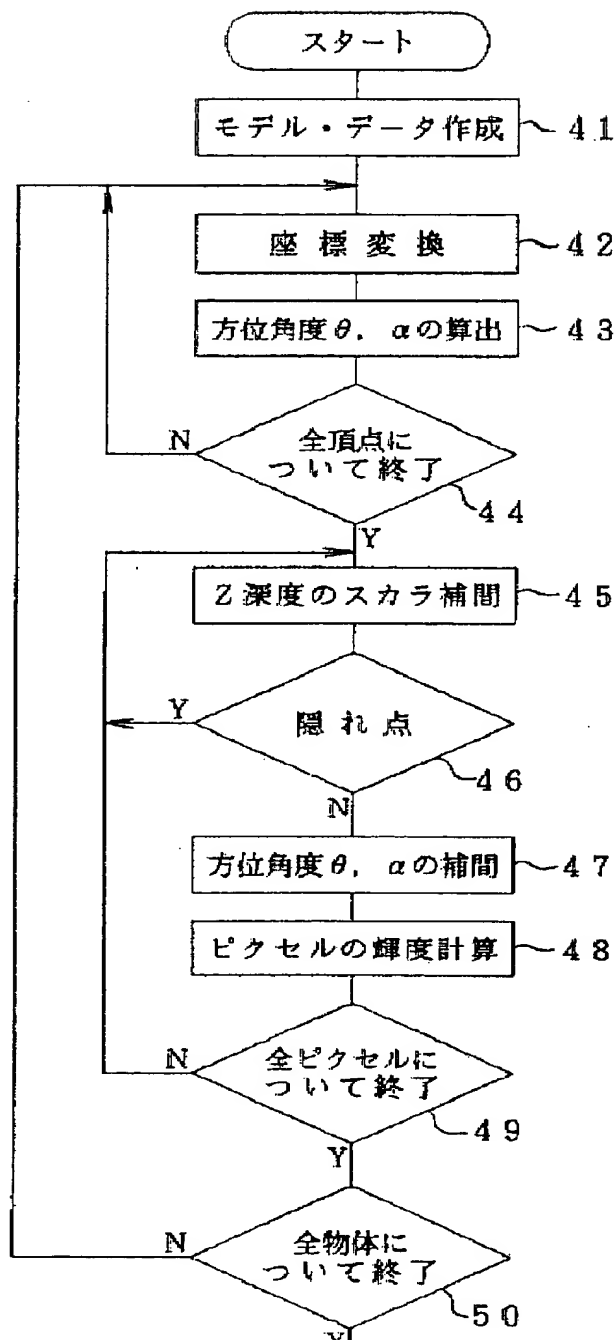 スタート
モデル・データ作成 41
座標変換 42
方位角度θ，αの算出 43
N
全頂点に
ついて終了
44
Y
Z深度のスカラ補間 45
Y
隠れ点
46
N
方位角度θ，αの補間 47
ピクセルの輝度計算 48
N
全ピクセルに
ついて終了
49
Y
N
全物体に
ついて終了
50
Y